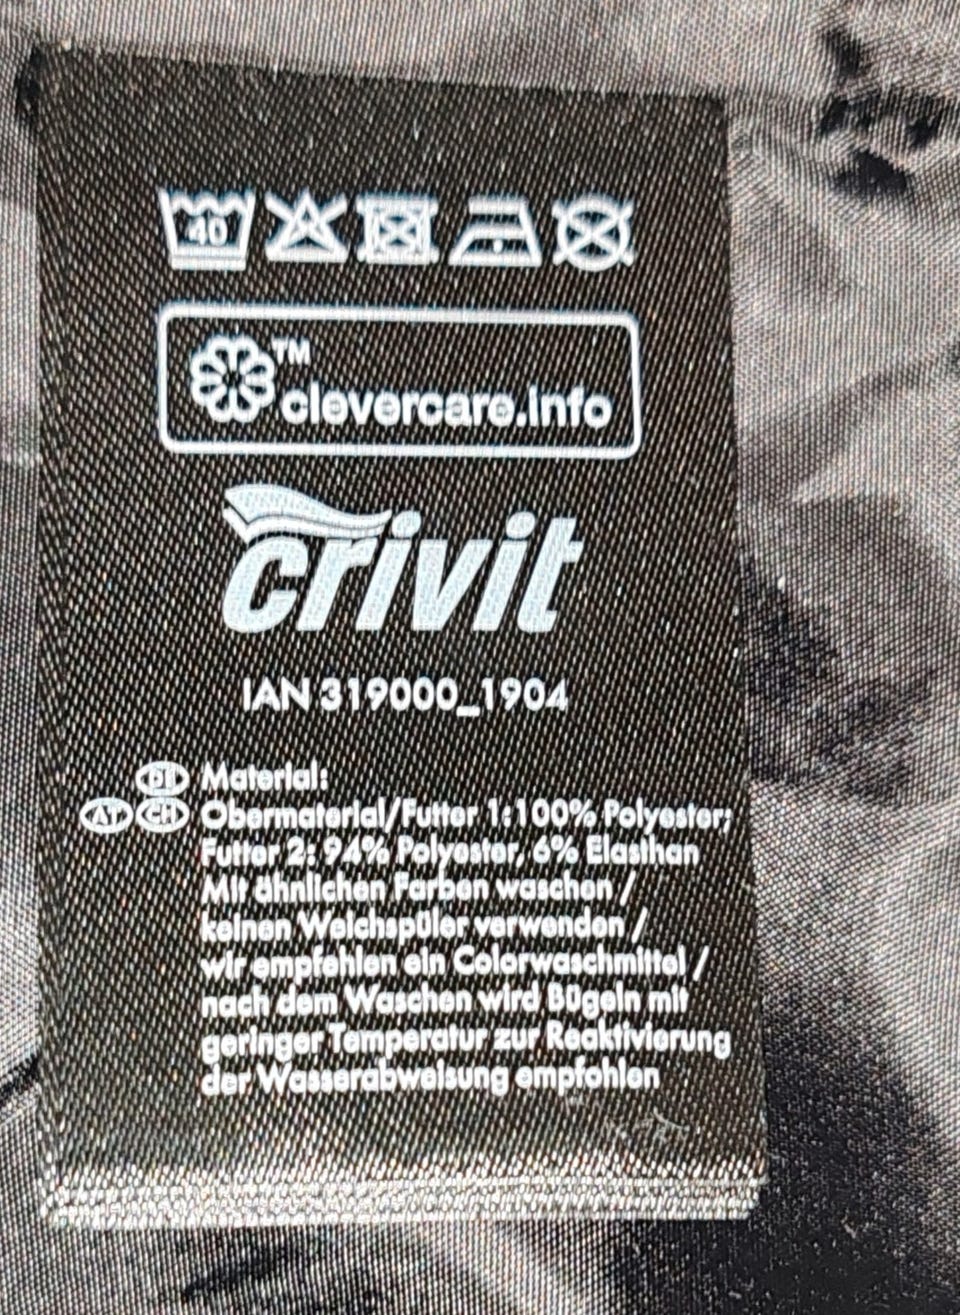 40
TM
clevercare.info
crivit
IAN 319000_1904
DE Material:
AT CH Obermaterial/Futter 1:100% Polyester;
Futter 2: 94% Polyester, 6% Elasthan
Mit ähnlichen Farben waschen /
keinen Weichspüler verwenden /
wir empfehlen ein Colorwaschmittel /
nach dem Waschen wird Bügeln mit
geringer Temperatur zur Reaktivierung
der Wasserabweisung empfohlen